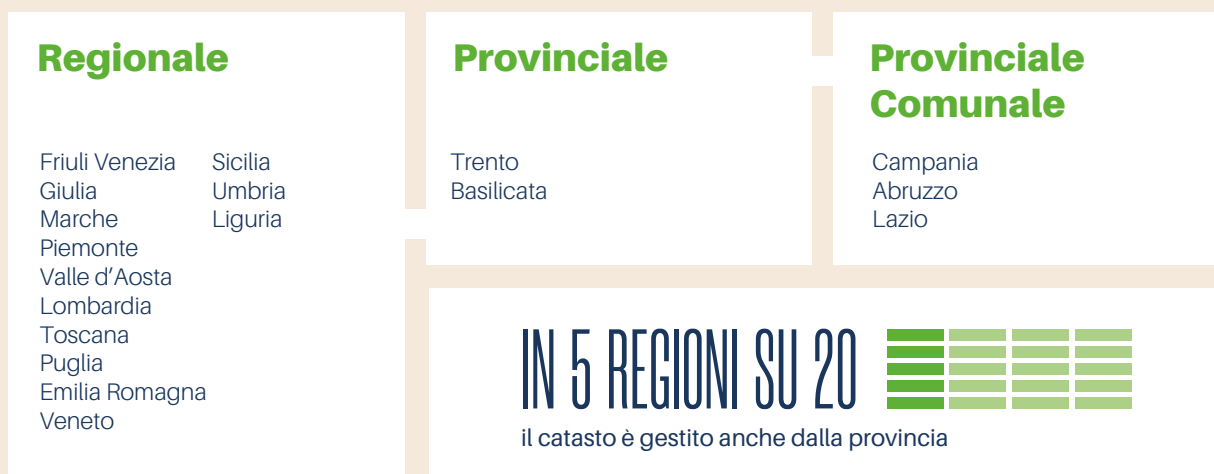 Regionale
Friuli Venezia
Giulia
Marche
Piemonte
Valle d’Aosta
Lombardia
Toscana
Puglia
Emilia Romagna
Veneto
Sicilia
Umbria
Liguria
Provinciale
Trento
Basilicata
Provinciale
Comunale
Campania
Abruzzo
Lazio
IN 5 REGIONI SU 20
il catasto è gestito anche dalla provincia